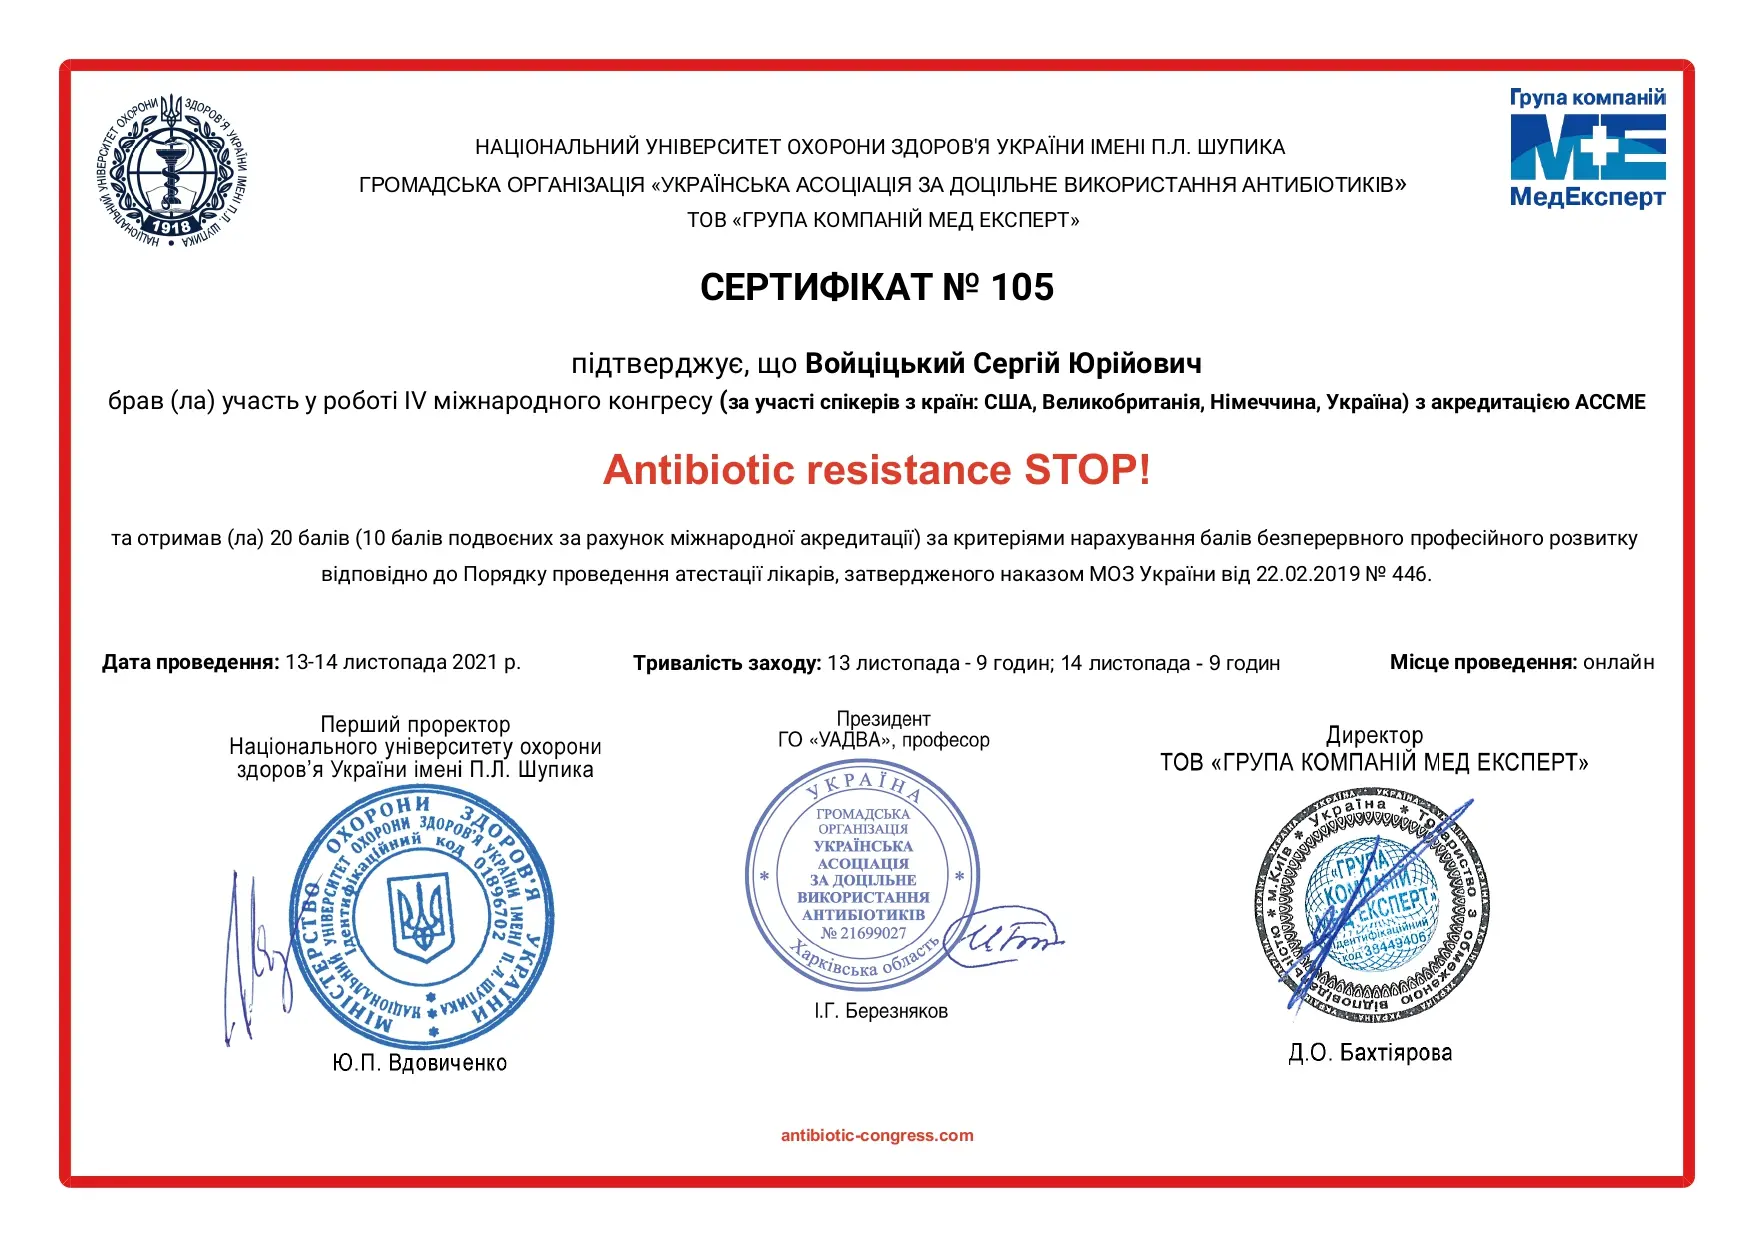 НАЦІОНАЛЬНИЙ УНІВЕРСИТЕТ ОХОРОНИ ЗДОРОВ'Я УКРАЇНИ ІМЕНІ П.Л. ШУПИКА
1918
Група компаній
МЕ
МедЕксперт
НАЦІОНАЛЬНИЙ УНІВЕРСИТЕТ ОХОРОНИ ЗДОРОВ'Я УКРАЇНИ ІМЕНІ П.Л. ШУПИКА
ГРОМАДСЬКА ОРГАНІЗАЦІЯ «УКРАЇНСЬКА АСОЦІАЦІЯ ЗА ДОЦІЛЬНЕ ВИКОРИСТАННЯ АНТИБІОТИКІВ»
ТОВ «ГРУПА КОМПАНІЙ МЕД ЕКСПЕРТ»
СЕРТИФІКАТ № 105
підтверджує, що Войціцький Сергій Юрійович
брав (ла) участь у роботі IV міжнародного конгресу (за участі спікерів з країн: США, Великобританія, Німеччина, Україна) з акредитацією АССМЕ
Antibiotic resistance STOP!
та отримав (ла) 20 балів (10 балів подвоєних за рахунок міжнародної акредитації) за критеріями нарахування балів безперервного професійного розвитку
відповідно до Порядку проведення атестації лікарів, затвердженого наказом МОЗ України від 22.02.2019 № 446.
Дата проведення: 13-14 листопада 2021 р.
Тривалість заходу: 13 листопада - 9 годин; 14 листопада - 9 годин
Місце проведення: онлайн
Перший проректор
Національного університету охорони
здоров’я України імені П.Л. Шупика
МІНІСТЕРСТВО ОХОРОНИ ЗДОРОВ'Я УКРАЇНИ
НАЦІОНАЛЬНИЙ УНІВЕРСИТЕТ ОХОРОНИ ЗДОРОВ'Я УКРАЇНИ ІМЕНІ П.Л. ШУПИКА
Ідентифікаційний код 01896702
Ю.П. Вдовиченко
Президент
ГО «УАДВА», професор
УКРАЇНА
ГРОМАДСЬКА
ОРГАНІЗАЦІЯ
УКРАЇНСЬКА
АСОЦІАЦІЯ
ЗА ДОЦІЛЬНЕ
ВИКОРИСТАННЯ
АНТИБІОТИКІВ
№ 21699027
Харківська область
І.Г. Березняков
Директор
ТОВ «ГРУПА КОМПАНІЙ МЕД ЕКСПЕРТ»
Україна * Товариство з обмеженою відповідальністю * м.Київ *
«ГРУПА
КОМПАНІЙ
МЕД ЕКСПЕРТ»
Ідентифікаційний
код
Д.О. Бахтіярова
antibiotic-congress.com